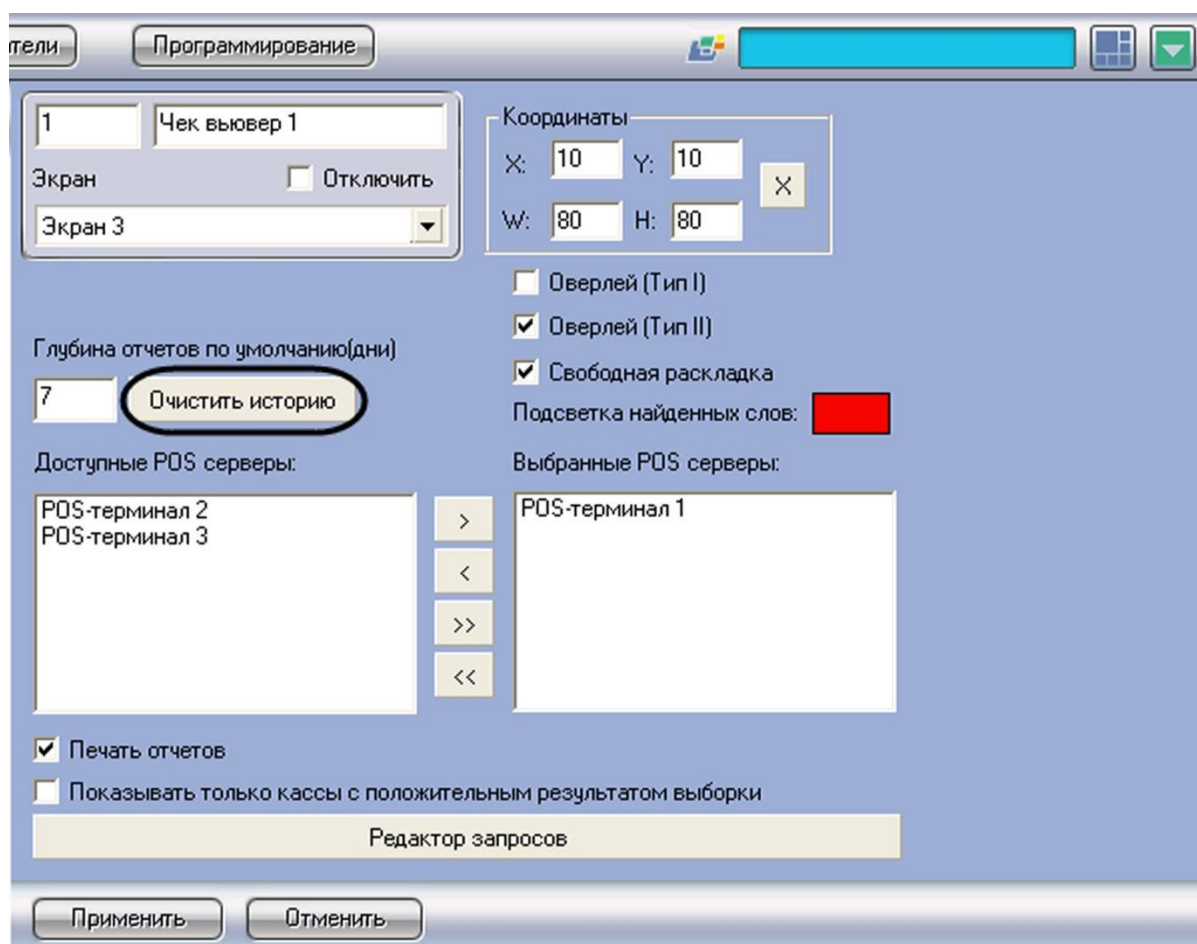 тели Программирование
1 Чек вьювер 1
Экран Отключить
Экран 3
Координаты
X: 10 Y: 10 X
W: 80 H: 80
Оверлей (Тип I)
Оверлей (Тип II)
Свободная раскладка
Подсветка найденных слов:
Глубина отчетов по умолчанию(дни)
7 Очистить историю
Доступные POS серверы:
POS-терминал 2
POS-терминал 3
>
<
>>
<<
Выбранные POS серверы:
POS-терминал 1
Печать отчетов
Показывать только кассы с положительным результатом выборки
Редактор запросов
Применить Отменить